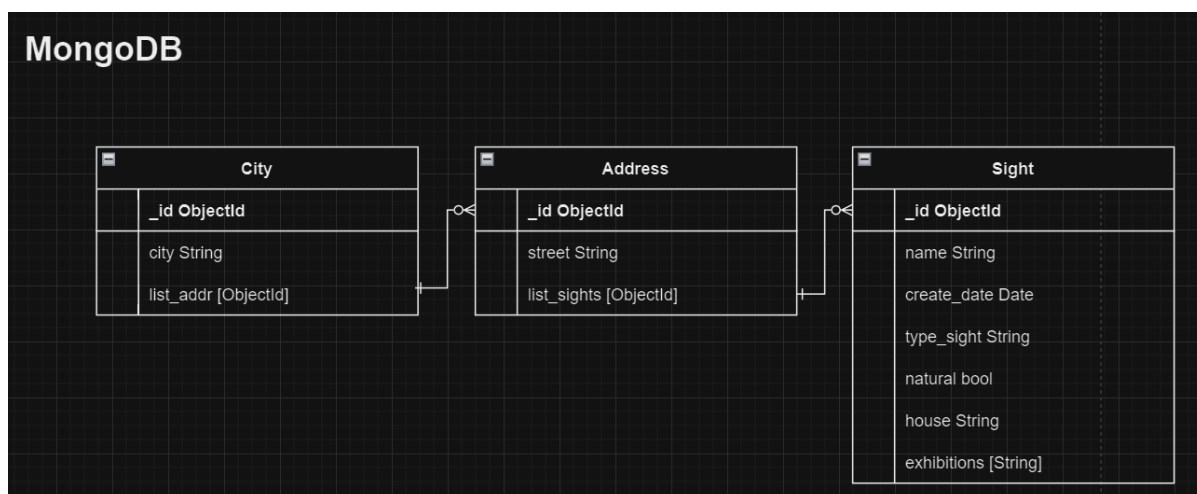 MongoDB
City
_id ObjectId
city String
list_addr [ObjectId]
Address
_id ObjectId
street String
list_sights [ObjectId]
Sight
_id ObjectId
name String
create_date Date
type_sight String
natural bool
house String
exhibitions [String]